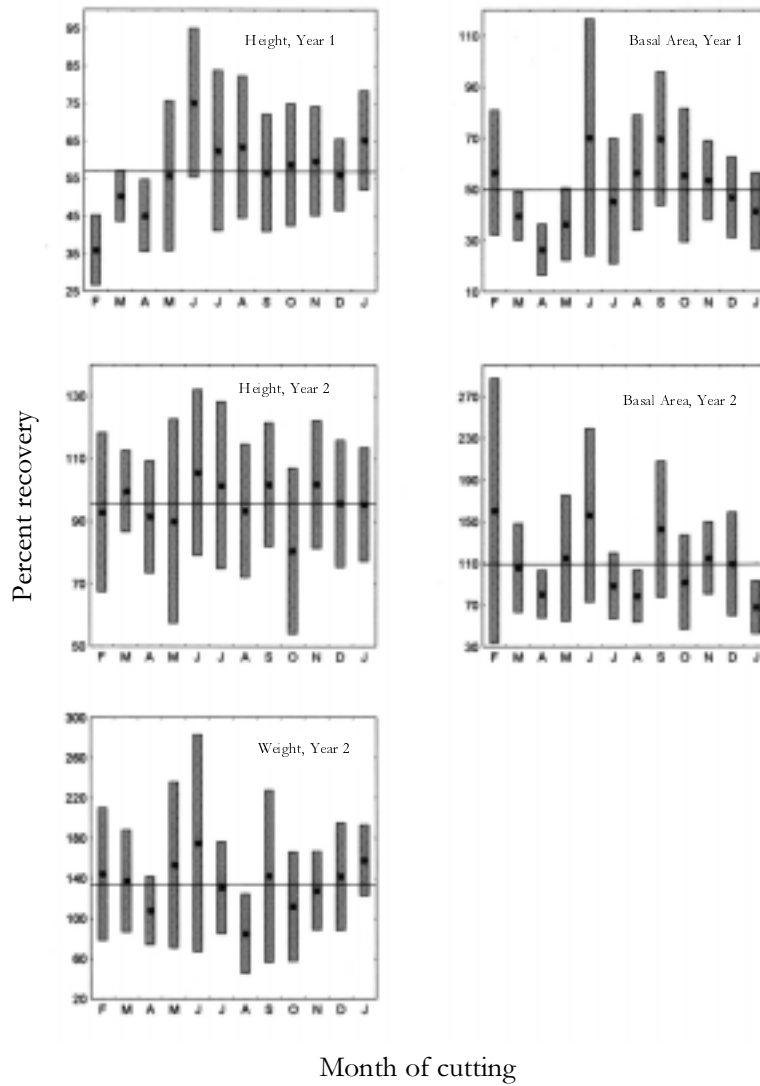 Height, Year 1
95
85
75
65
55
45
35
25
F M A M J J A S O N D J
Basal Area, Year 1
110
90
70
50
30
10
F M A M J J A S O N D J
Percent recovery
Height, Year 2
130
110
90
70
50
F M A M J J A S O N D J
Basal Area, Year 2
270
230
190
150
110
70
30
F M A M J J A S O N D J
Weight, Year 2
300
260
220
180
140
100
60
20
F M A M J J A S O N D J
Month of cutting